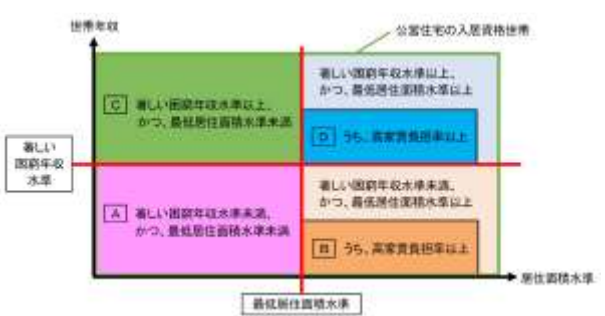 世帯年収
公営住宅の入居資格世帯
著しい困窮年収水準以上、
かつ、最低居住面積水準以上
C 著しい困窮年収水準以上、
かつ、最低居住面積水準未満
D うち、高家賃負担率以上
著しい
困窮年収
水準
著しい困窮年収水準未満、
かつ、最低居住面積水準以上
A 著しい困窮年収水準未満、
かつ、最低居住面積水準未満
B うち、高家賃負担率以上
居住面積水準
最低居住面積水準